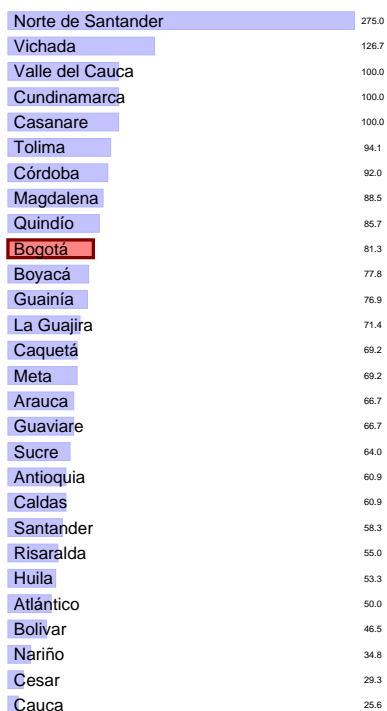 Norte de Santander 275.0
Vichada 126.7
Valle del Cauca 100.0
Cundinamarca 100.0
Casanare 100.0
Tolima 94.1
Córdoba 92.0
Magdalena 88.5
Quindío 85.7
Bogotá 81.3
Boyacá 77.8
Guainía 76.9
La Guajira 71.4
Caquetá 69.2
Meta 69.2
Arauca 66.7
Guaviare 66.7
Sucre 64.0
Antioquia 60.9
Caldas 60.9
Santander 58.3
Risaralda 55.0
Huila 53.3
Atlántico 50.0
Bolivar 46.5
Nariño 34.8
Cesar 29.3
Cauca 25.6